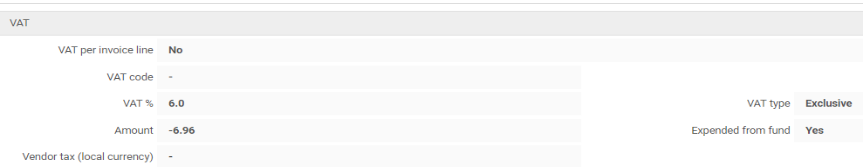 VAT
VAT per invoice line No
VAT code -
VAT % 6.0 VAT type Exclusive
Amount -6.96 Expended from fund Yes
Vendor tax (local currency) -